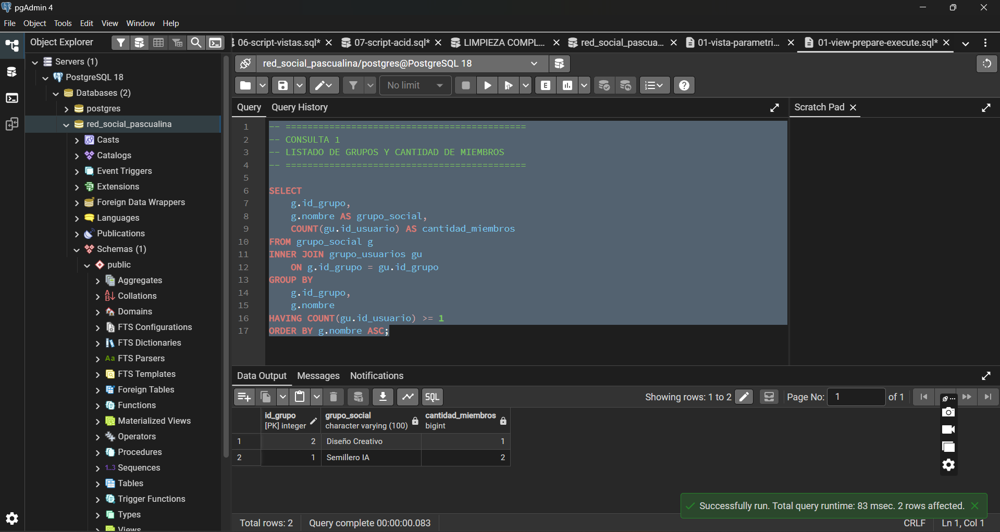 pgAdmin 4
File Object Tools Edit View Window Help
Object Explorer
06-script-vistas.sql* 07-script-acid.sql* LIMPIEZA COMPL... red_social_pascua... 01-vista-parametri... 01-view-prepare-execute.sql*
Servers (1)
PostgreSQL 18
Databases (2)
postgres
red_social_pascualina
Casts
Catalogs
Event Triggers
Extensions
Foreign Data Wrappers
Languages
Publications
Schemas (1)
public
Aggregates
Collations
Domains
FTS Configurations
FTS Dictionaries
Aa FTS Parsers
FTS Templates
Foreign Tables
Functions
Materialized Views
Operators
Procedures
1..3 Sequences
Tables
Trigger Functions
Types
Views
red_social_pascualina/postgres@PostgreSQL 18
No limit
E
Query Query History
Scratch Pad
1 -- ============================================
2 -- CONSULTA 1
3 -- LISTADO DE GRUPOS Y CANTIDAD DE MIEMBROS
4 -- ============================================
5
6 SELECT
7 g.id_grupo,
8 g.nombre AS grupo_social,
9 COUNT(gu.id_usuario) AS cantidad_miembros
10 FROM grupo_social g
11 INNER JOIN grupo_usuarios gu
12 ON g.id_grupo = gu.id_grupo
13 GROUP BY
14 g.id_grupo,
15 g.nombre
16 HAVING COUNT(gu.id_usuario) >= 1
17 ORDER BY g.nombre ASC;
Data Output Messages Notifications
SQL
Showing rows: 1 to 2
Page No: 1 of 1
id_grupo grupo_social cantidad_miembros
[PK] integer character varying (100) bigint
1 2 Diseño Creativo 1
2 1 Semillero IA 2
Successfully run. Total query runtime: 83 msec. 2 rows affected.
Total rows: 2 Query complete 00:00:00.083 CRLF Ln 1, Col 1